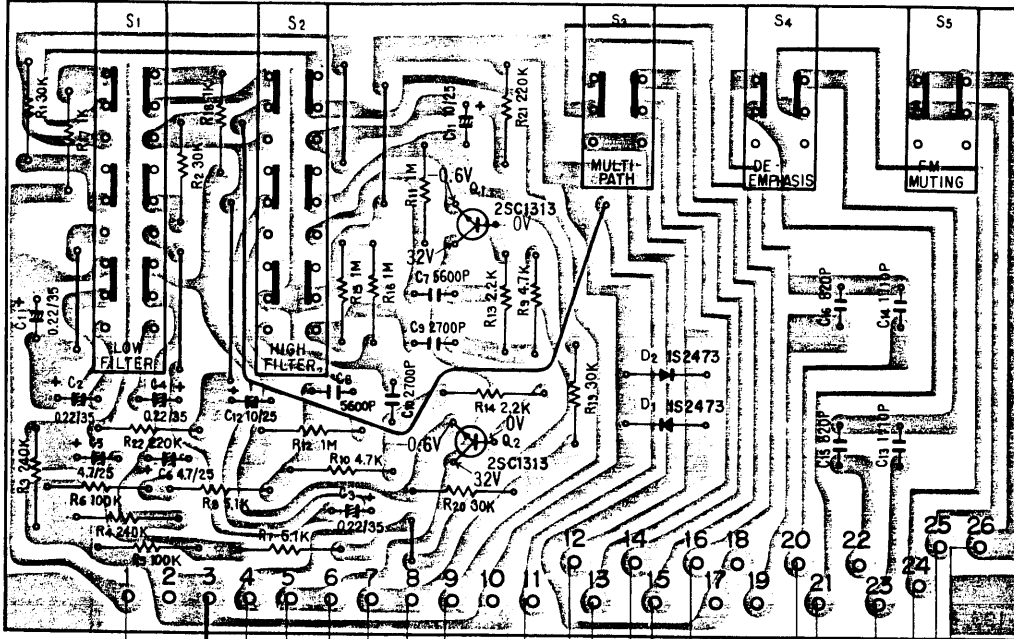 S1
S2
S3
S4
S5
R1 30K
R17 1K
R18 1K
R2 30K
C11 10/25 +
R21 220K
R11 1M
-0.6V
Q1
2SC1313
0V
32V
MULTI-
PATH
DE-
EMPHASIS
FM
MUTING
C7 5600P
R15 1M
R16 1M
R13 2.2K
R9 4.7K
C1 +
0.22/35
C9 2700P
C16 820P
C14 1210P
LOW
FILTER
HIGH
FILTER
D2 1S2473
D1 1S2473
+ C2
0.22/35
C4 +
0.22/35
C12 10/25
C8
5600P
C10 2700P
R14 2.2K
R19 30K
R22 220K
R12 1M
0.6V
0V
Q2
2SC1313
32V
C15 820P
C13 1210P
R3 240K
C5
4.7/25
C6 4.7/25
R10 4.7K
R6 100K
R8 5.1K
C3 +
0.22/35
R20 30K
R4 240K
R5 100K
R7 5.1K
12 14 16 18 20 22 24 25 26
1 2 3 4 5 6 7 8 9 10 11 13 15 17 19 21 23